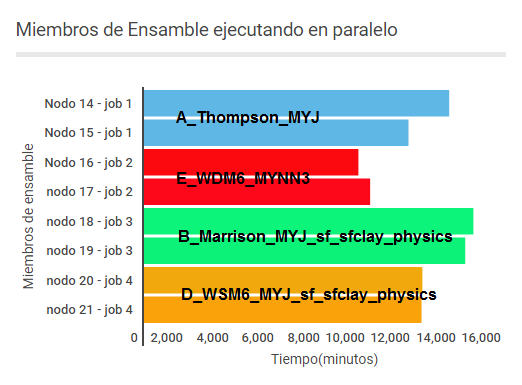 Miembros de Ensamble ejecutando en paralelo
Miembros de ensamble
Nodo 14 - job 1
A_Thompson_MYJ
Nodo 15 - job 1
Nodo 16 - job 2
E_WDM6_MYNN3
nodo 17 - job 2
nodo 18 - job 3
B_Marrison_MYJ_sf_sfclay_physics
nodo 19 - job 3
nodo 20 - job 4
D_WSM6_MYJ_sf_sfclay_physics
nodo 21 - job 4
0 2,000 4,000 6,000 8,000 10,000 12,000 14,000 16,000
Tiempo(minutos)